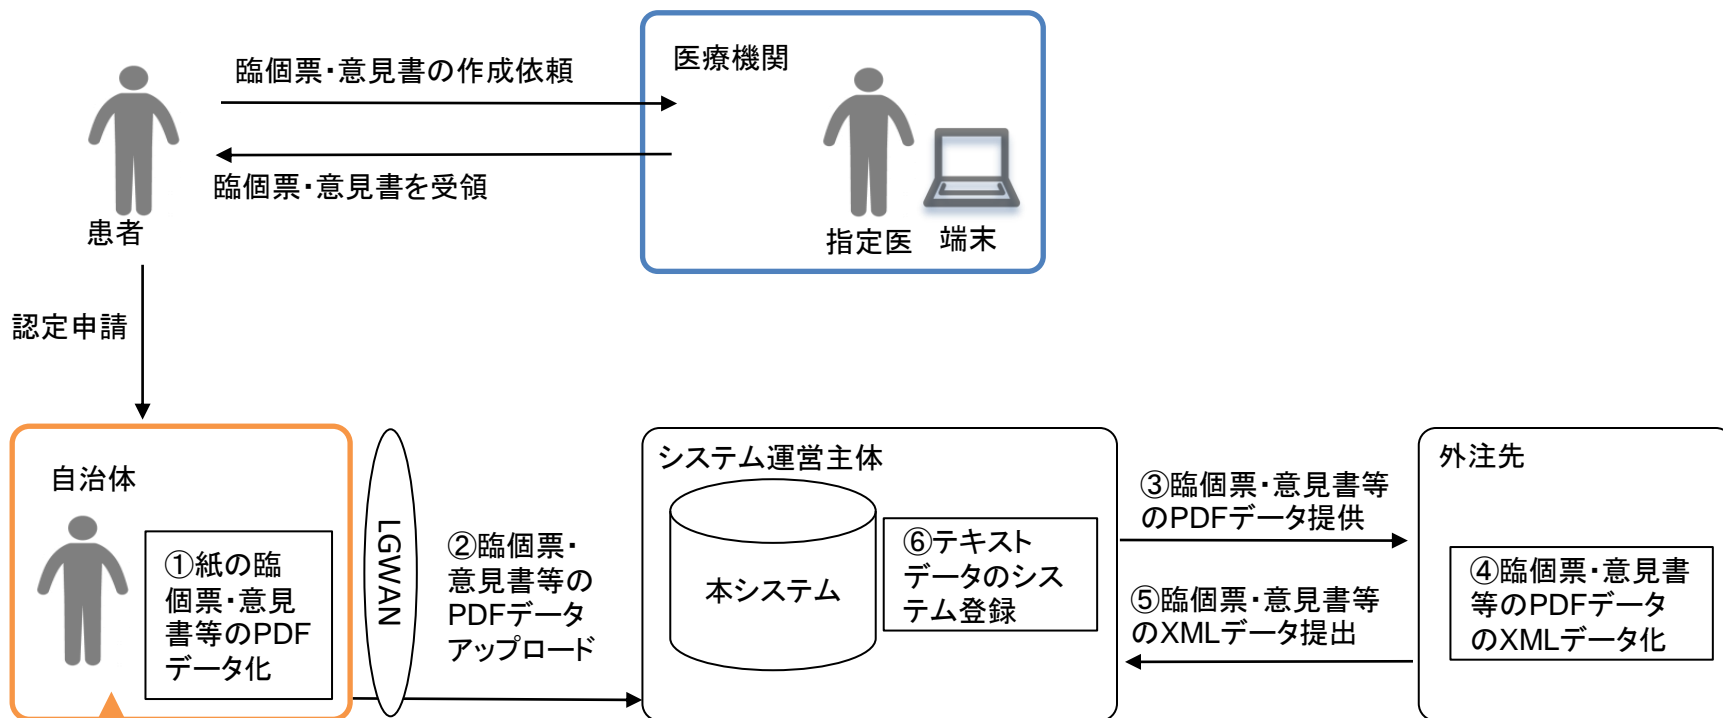 臨個票・意見書の作成依頼
医療機関
臨個票・意見書を受領
患者
指定医
端末
認定申請
自治体
①紙の臨
個票・意見
書等のPDF
データ化
LGWAN
②臨個票・
意見書等の
PDFデータ
アップロード
システム運営主体
本システム
⑥テキスト
データのシス
テム登録
③臨個票・意見書等
のPDFデータ提供
⑤臨個票・意見書等
のXMLデータ提出
外注先
④臨個票・意見書
等のPDFデータ
のXMLデータ化